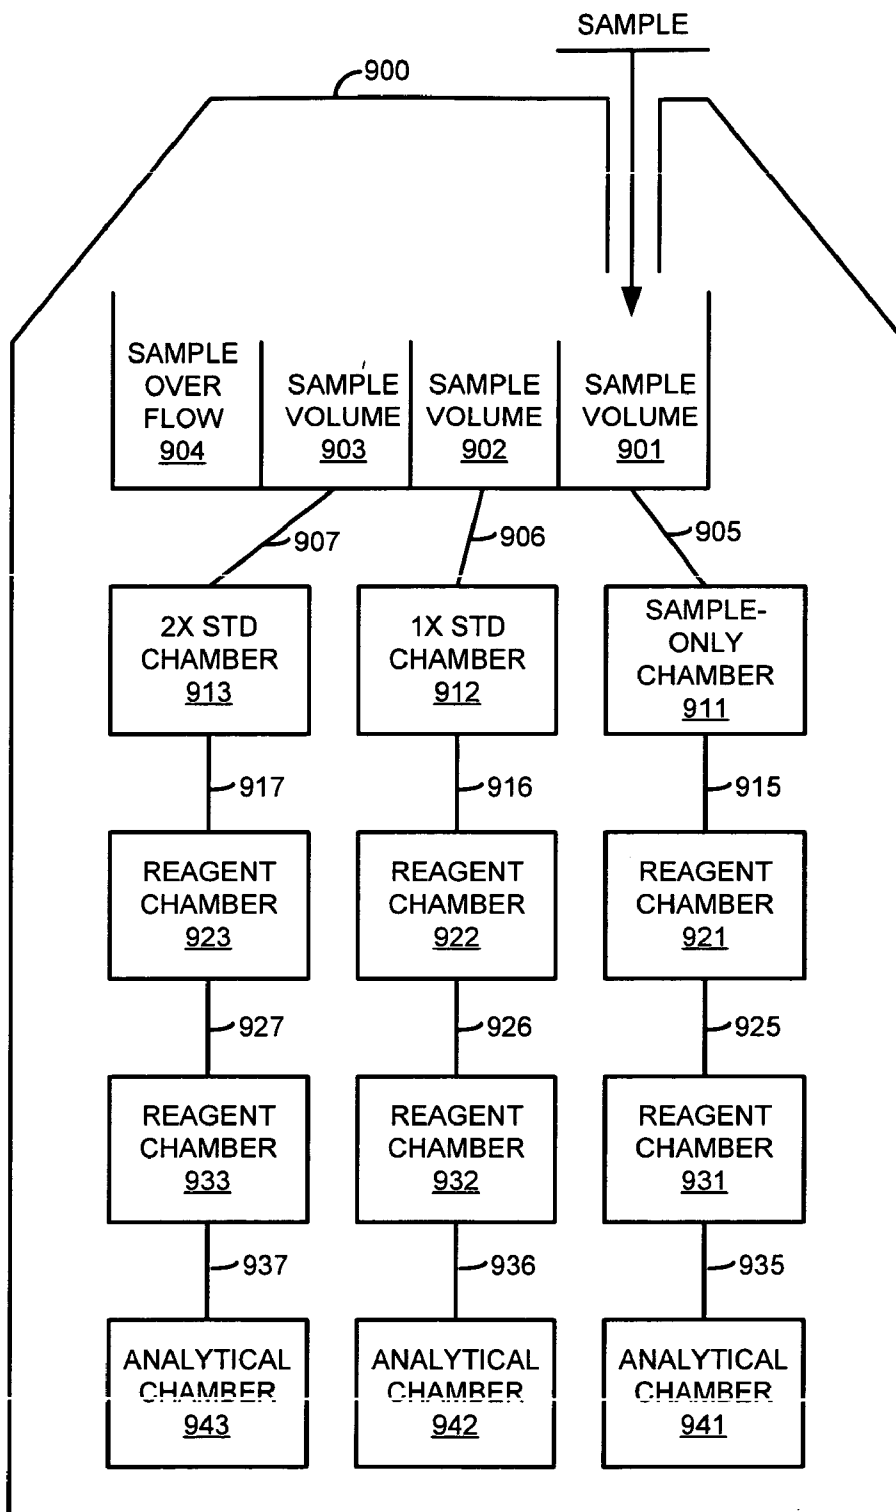 SAMPLE
900
SAMPLE
OVER
FLOW
904
SAMPLE
VOLUME
903
SAMPLE
VOLUME
902
SAMPLE
VOLUME
901
907
906
905
2X STD
CHAMBER
913
1X STD
CHAMBER
912
SAMPLE-
ONLY
CHAMBER
911
917
916
915
REAGENT
CHAMBER
923
REAGENT
CHAMBER
922
REAGENT
CHAMBER
921
927
926
925
REAGENT
CHAMBER
933
REAGENT
CHAMBER
932
REAGENT
CHAMBER
931
937
936
935
ANALYTICAL
CHAMBER
943
ANALYTICAL
CHAMBER
942
ANALYTICAL
CHAMBER
941